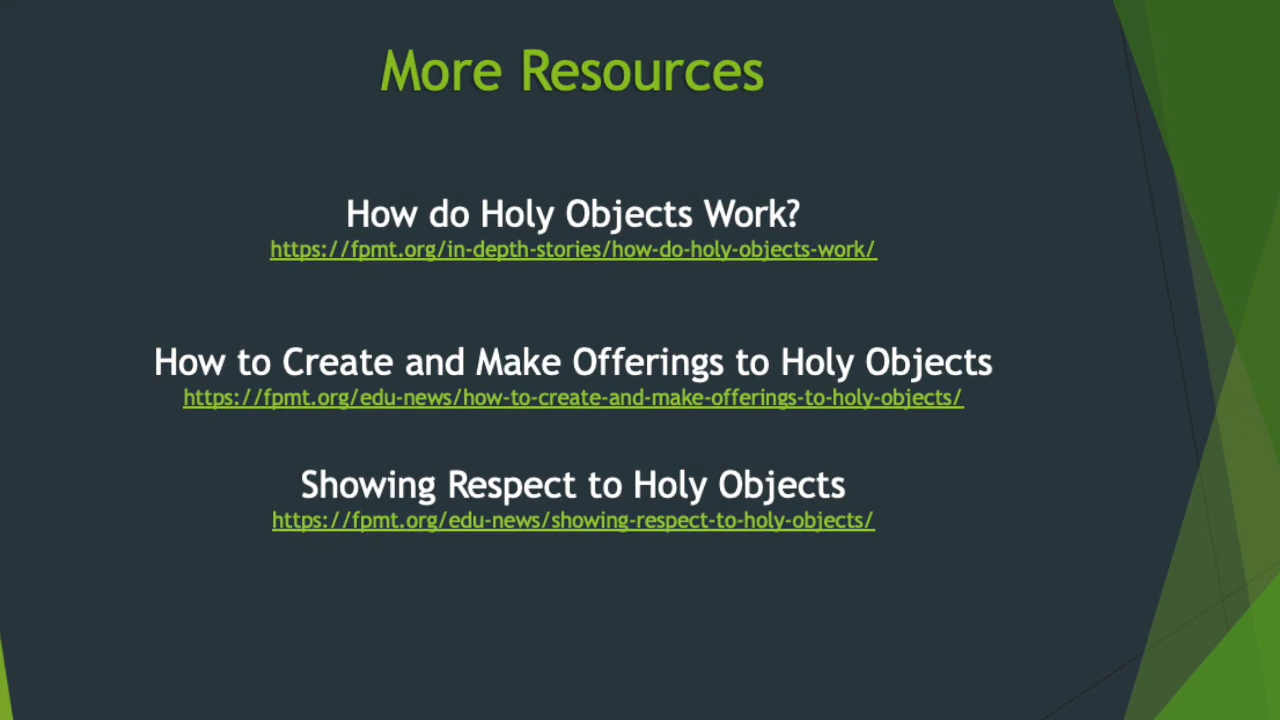 More Resources
How do Holy Objects Work?
https://fpmt.org/in-depth-stories/how-do-holy-objects-work/
How to Create and Make Offerings to Holy Objects
https://fpmt.org/edu-news/how-to-create-and-make-offerings-to-holy-objects/
Showing Respect to Holy Objects
https://fpmt.org/edu-news/showing-respect-to-holy-objects/